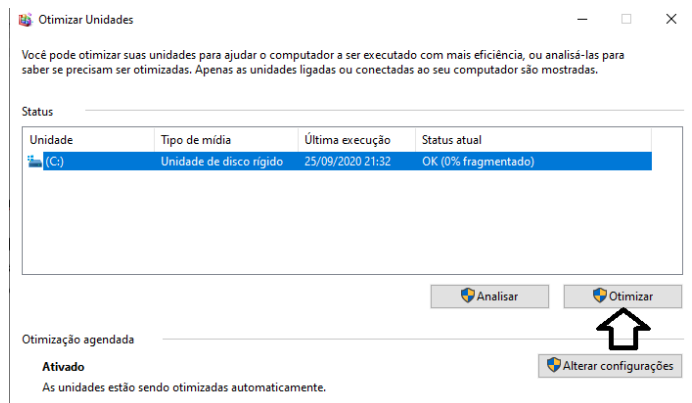 Otimizar Unidades
Você pode otimizar suas unidades para ajudar o computador a ser executado com mais eficiência, ou analisá-las para
saber se precisam ser otimizadas. Apenas as unidades ligadas ou conectadas ao seu computador são mostradas.
Status
Unidade Tipo de mídia Última execução Status atual
(C:) Unidade de disco rígido 25/09/2020 21:32 OK (0% fragmentado)
Analisar Otimizar
Otimização agendada
Ativado Alterar configurações
As unidades estão sendo otimizadas automaticamente.